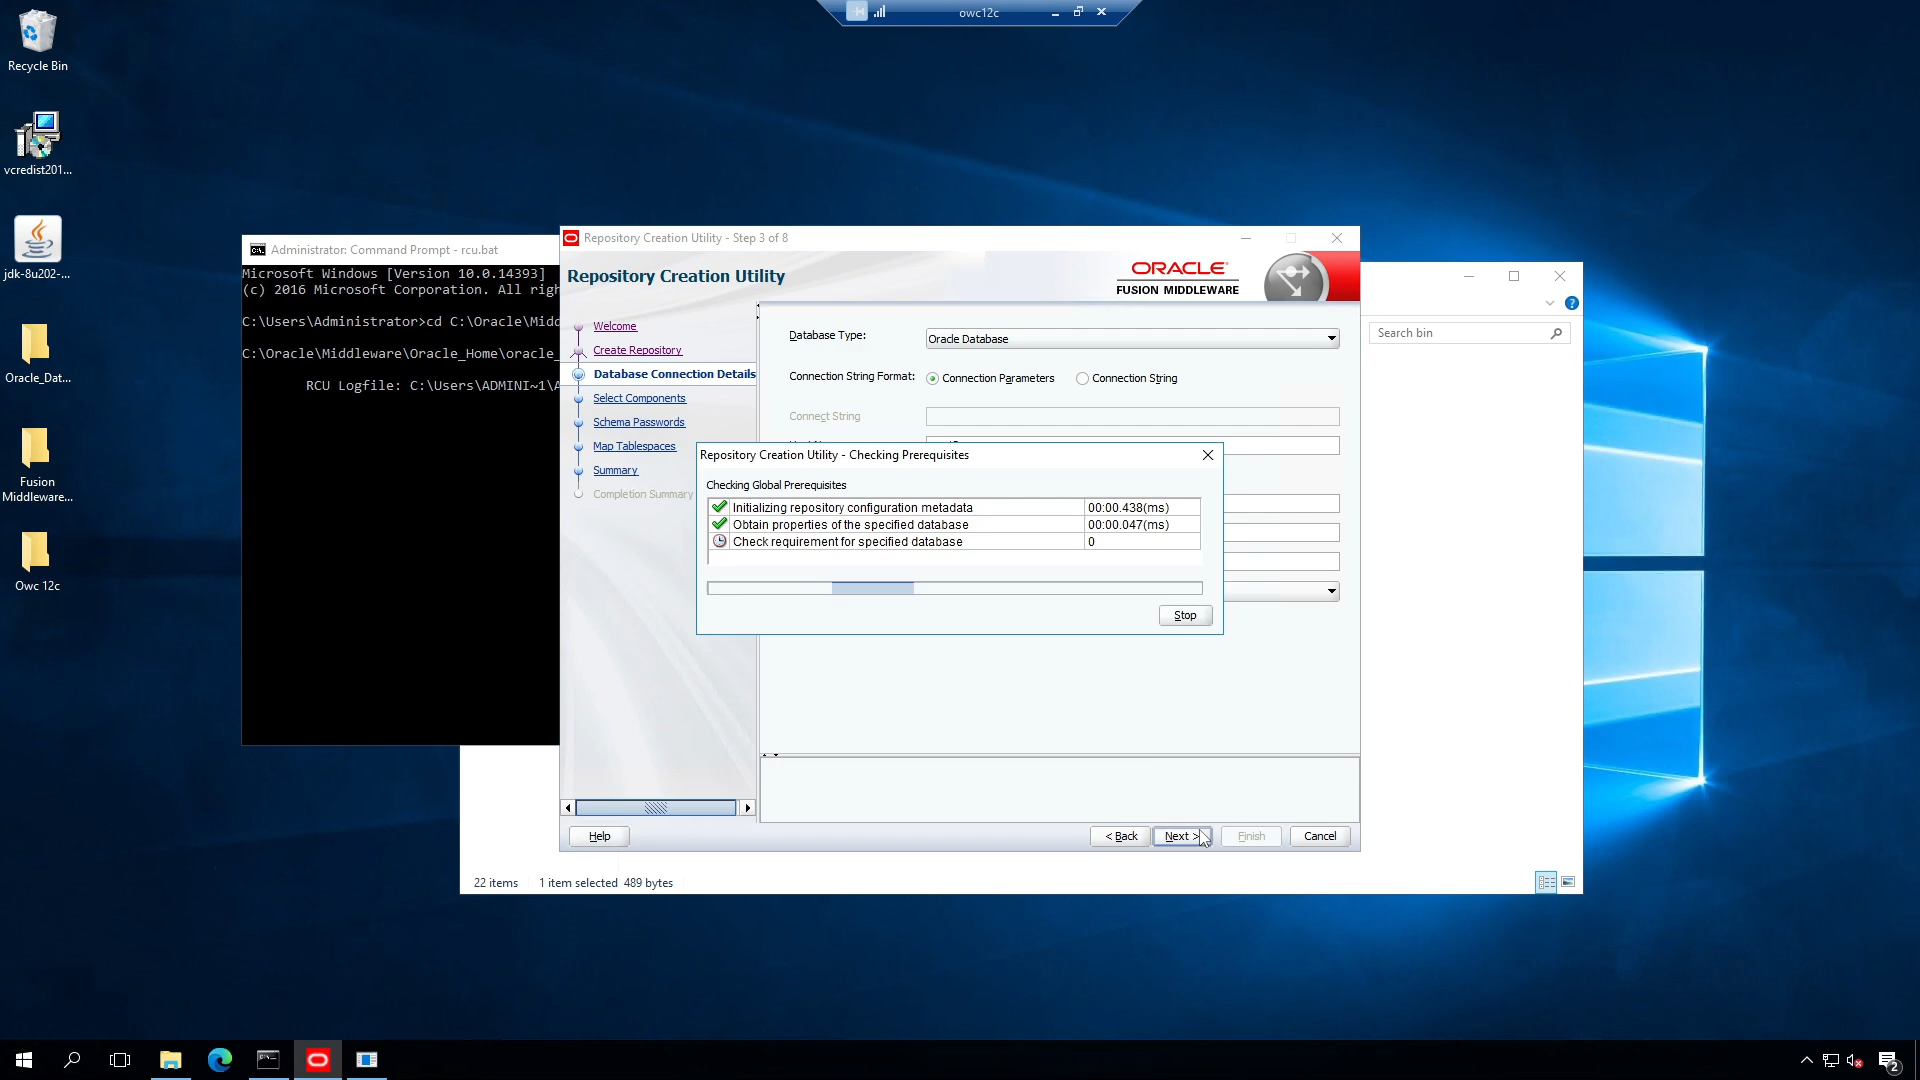 owc12c
Recycle Bin
vcredist201...
jdk-8u202-...
Oracle_Dat...
Fusion
Middleware...
Owc 12c
Administrator: Command Prompt - rcu.bat
Microsoft Windows [Version 10.0.14393]
(c) 2016 Microsoft Corporation. All righ
C:\Users\Administrator>cd C:\Oracle\Midd
C:\Oracle\Middleware\Oracle_Home\oracle_
RCU Logfile: C:\Users\ADMINI~1\A
Repository Creation Utility - Step 3 of 8
Repository Creation Utility
ORACLE
FUSION MIDDLEWARE
Welcome
Create Repository
Database Connection Details
Select Components
Schema Passwords
Map Tablespaces
Summary
Completion Summary
Database Type:
Oracle Database
Connection String Format:
Connection Parameters
Connection String
Connect String
Repository Creation Utility - Checking Prerequisites
Checking Global Prerequisites
Initializing repository configuration metadata 00:00.438(ms)
Obtain properties of the specified database 00:00.047(ms)
Check requirement for specified database 0
Stop
Help
< Back
Next >
Finish
Cancel
Search bin
22 items
1 item selected 489 bytes
2